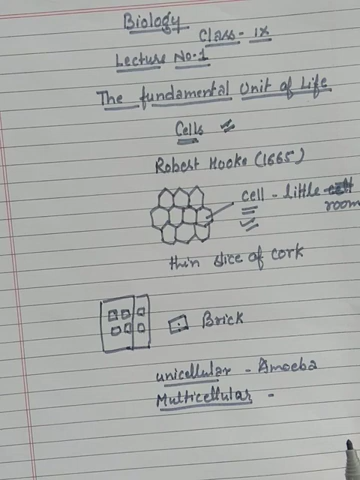 Biology
Class - IX
Lecture No.1
The fundamental Unit of Life
Cells
Robert Hooke (1665)
cell - little
room
thin slice of cork
Brick
unicellular - Amoeba
Multicellular -